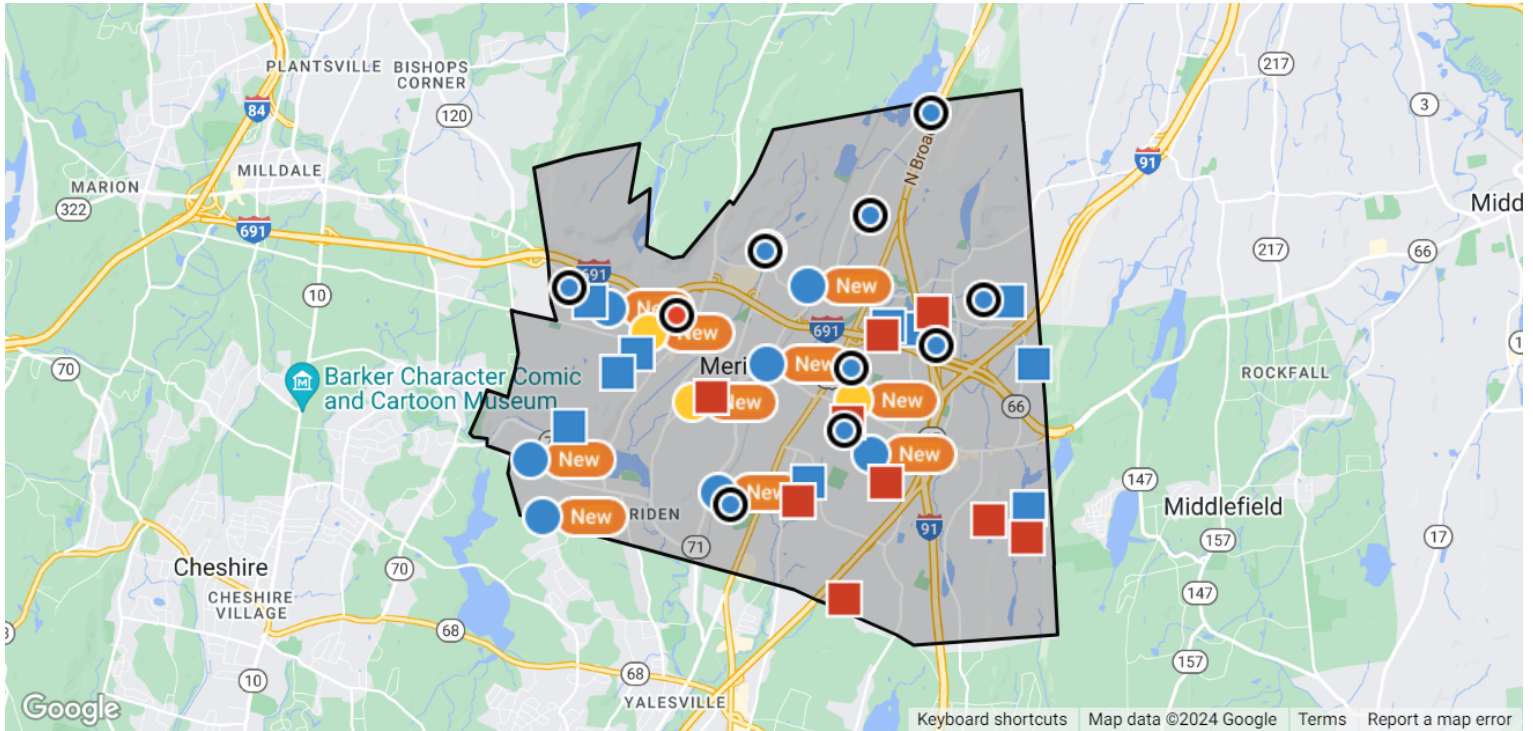 PLANTSVILLE
BISHOPS
CORNER
217
84
120
3
N Broa
91
MILLDALE
MARION
322
Midd
691
217
66
10
691
New
New
New
691
70
Meri
New
ROCKFALL
Barker Character Comic
and Cartoon Museum
New
New
66
New
New
New
147
RIDEN
New
Middlefield
91
71
157
17
Cheshire
70
CHESHIRE
VILLAGE
147
68
157
68
10
YALESVILLE
Google
Keyboard shortcuts
Map data ©2024 Google
Terms
Report a map error